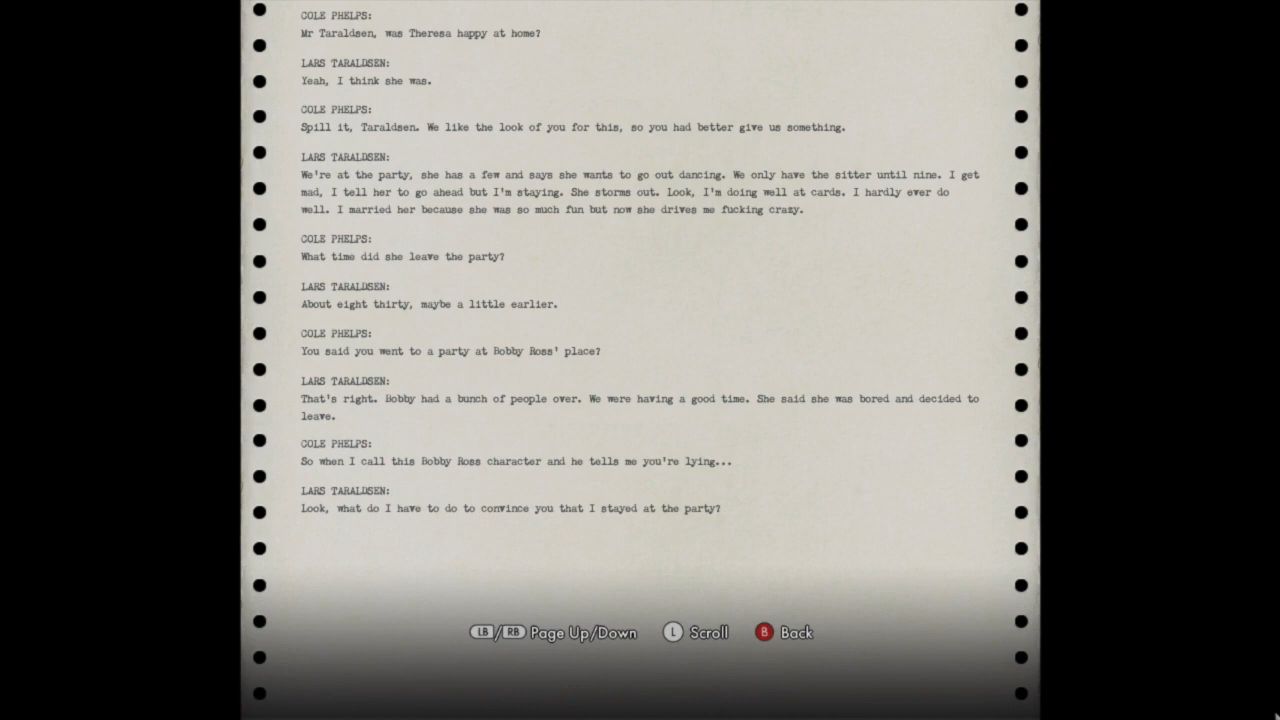 COLE PHELPS:
Mr Taraldsen, was Theresa happy at home?
LARS TARALDSEN:
Yeah, I think she was.
COLE PHELPS:
Spill it, Taraldsen. We like the look of you for this, so you had better give us something.
LARS TARALDSEN:
We're at the party, she has a few and says she wants to go out dancing. We only have the sitter until nine. I get
mad, I tell her to go ahead but I'm staying. She storms out. Look, I'm doing well at cards. I hardly ever do
well. I married her because she was so much fun but now she drives me fucking crazy.
COLE PHELPS:
What time did she leave the party?
LARS TARALDSEN:
About eight thirty, maybe a little earlier.
COLE PHELPS:
You said you went to a party at Bobby Ross' place?
LARS TARALDSEN:
That's right. Bobby had a bunch of people over. We were having a good time. She said she was bored and decided to
leave.
COLE PHELPS:
So when I call this Bobby Ross character and he tells me you're lying...
LARS TARALDSEN:
Look, what do I have to do to convince you that I stayed at the party?
LB/RB Page Up/Down L Scroll B Back